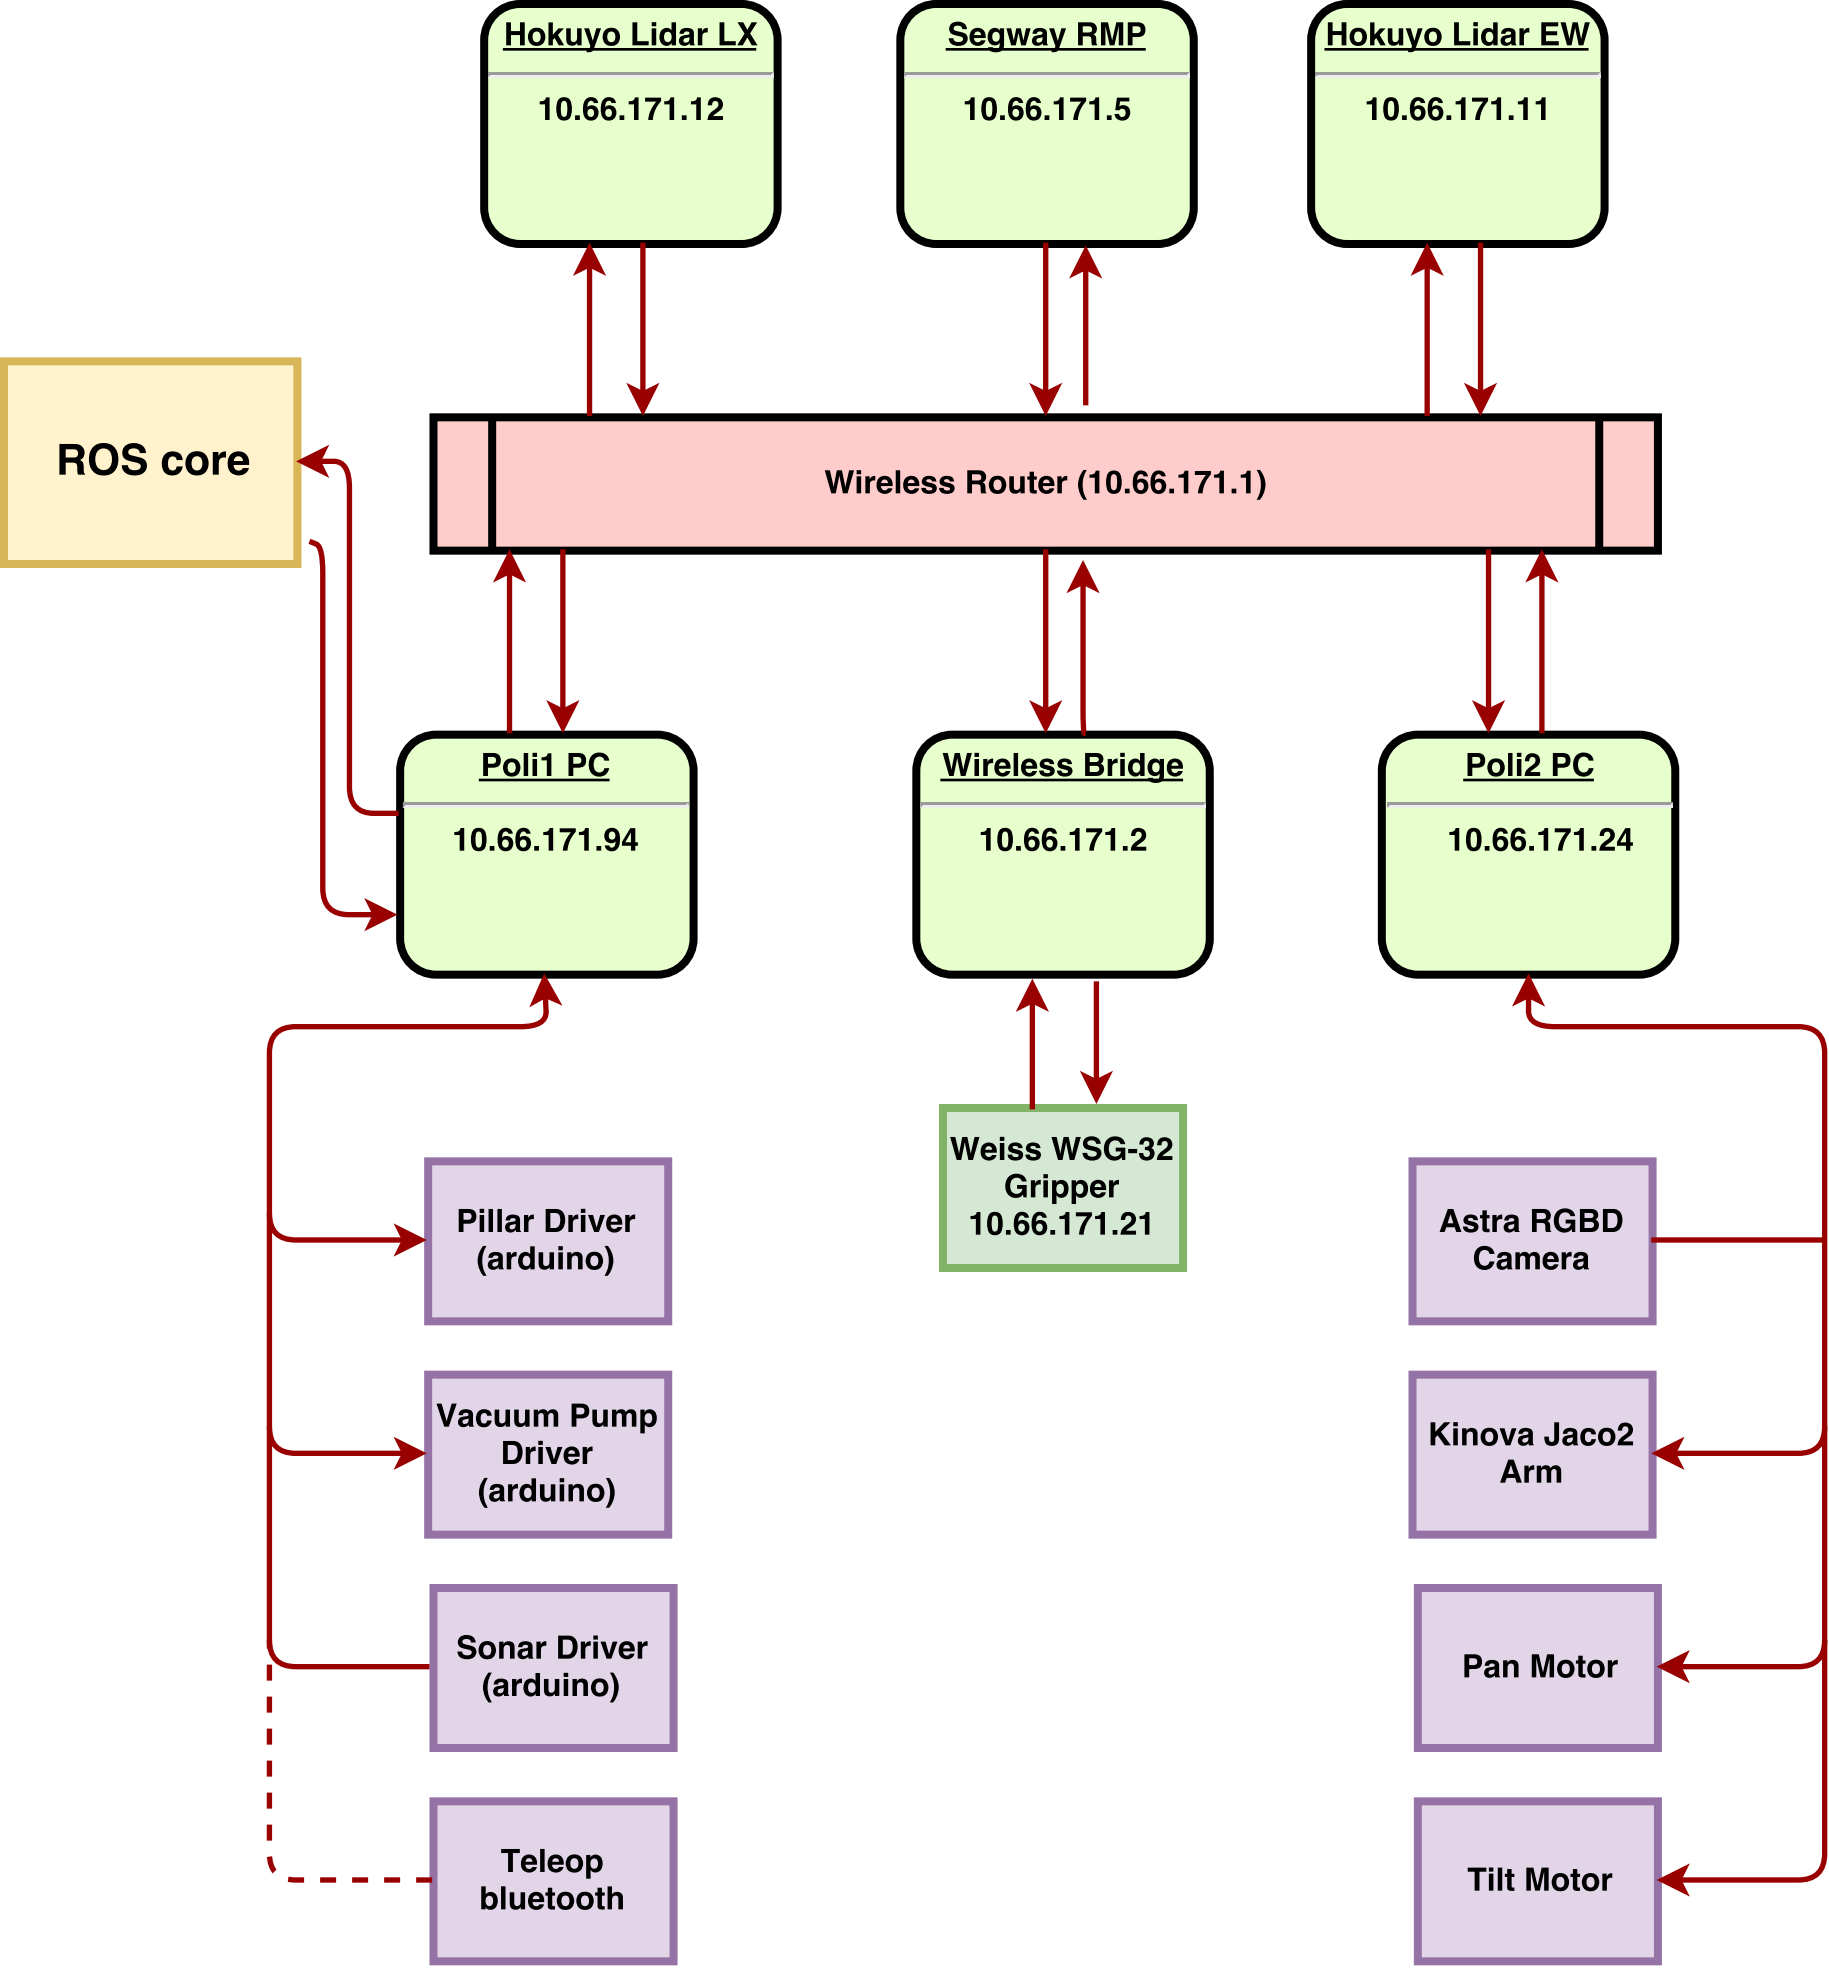 Hokuyo Lidar LX
10.66.171.12
Segway RMP
10.66.171.5
Hokuyo Lidar EW
10.66.171.11
ROS core
Wireless Router (10.66.171.1)
Poli1 PC
10.66.171.94
Wireless Bridge
10.66.171.2
Poli2 PC
10.66.171.24
Weiss WSG-32
Gripper
10.66.171.21
Pillar Driver
(arduino)
Vacuum Pump
Driver
(arduino)
Sonar Driver
(arduino)
Teleop
bluetooth
Astra RGBD
Camera
Kinova Jaco2
Arm
Pan Motor
Tilt Motor